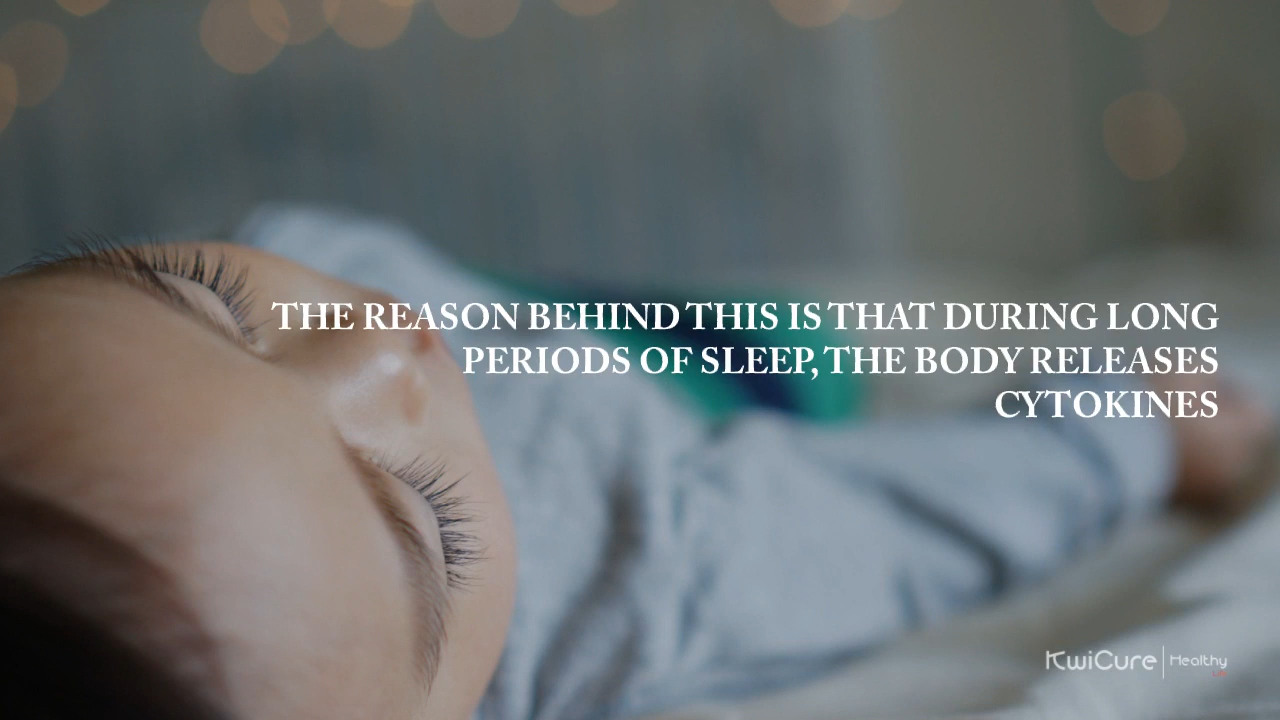 THE REASON BEHIND THIS IS THAT DURING LONG
PERIODS OF SLEEP, THE BODY RELEASES
CYTOKINES
KwiCure | Healthy